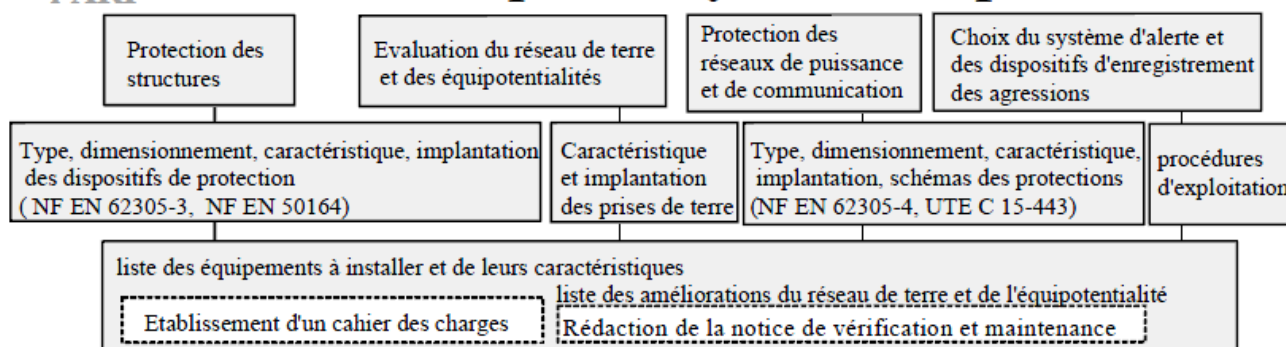 Protection des
structures
Evaluation du réseau de terre
et des équipotentialités
Protection des
réseaux de puissance
et de communication
Choix du système d'alerte et
des dispositifs d'enregistrement
des agressions
Type, dimensionnement, caractéristique, implantation
des dispositifs de protection
( NF EN 62305-3, NF EN 50164)
Caractéristique
et implantation
des prises de terre
Type, dimensionnement, caractéristique,
implantation, schémas des protections
(NF EN 62305-4, UTE C 15-443)
procédures
d'exploitation
liste des équipements à installer et de leurs caractéristiques
liste des améliorations du réseau de terre et de l'équipotentialité
Etablissement d'un cahier des charges
Rédaction de la notice de vérification et maintenance